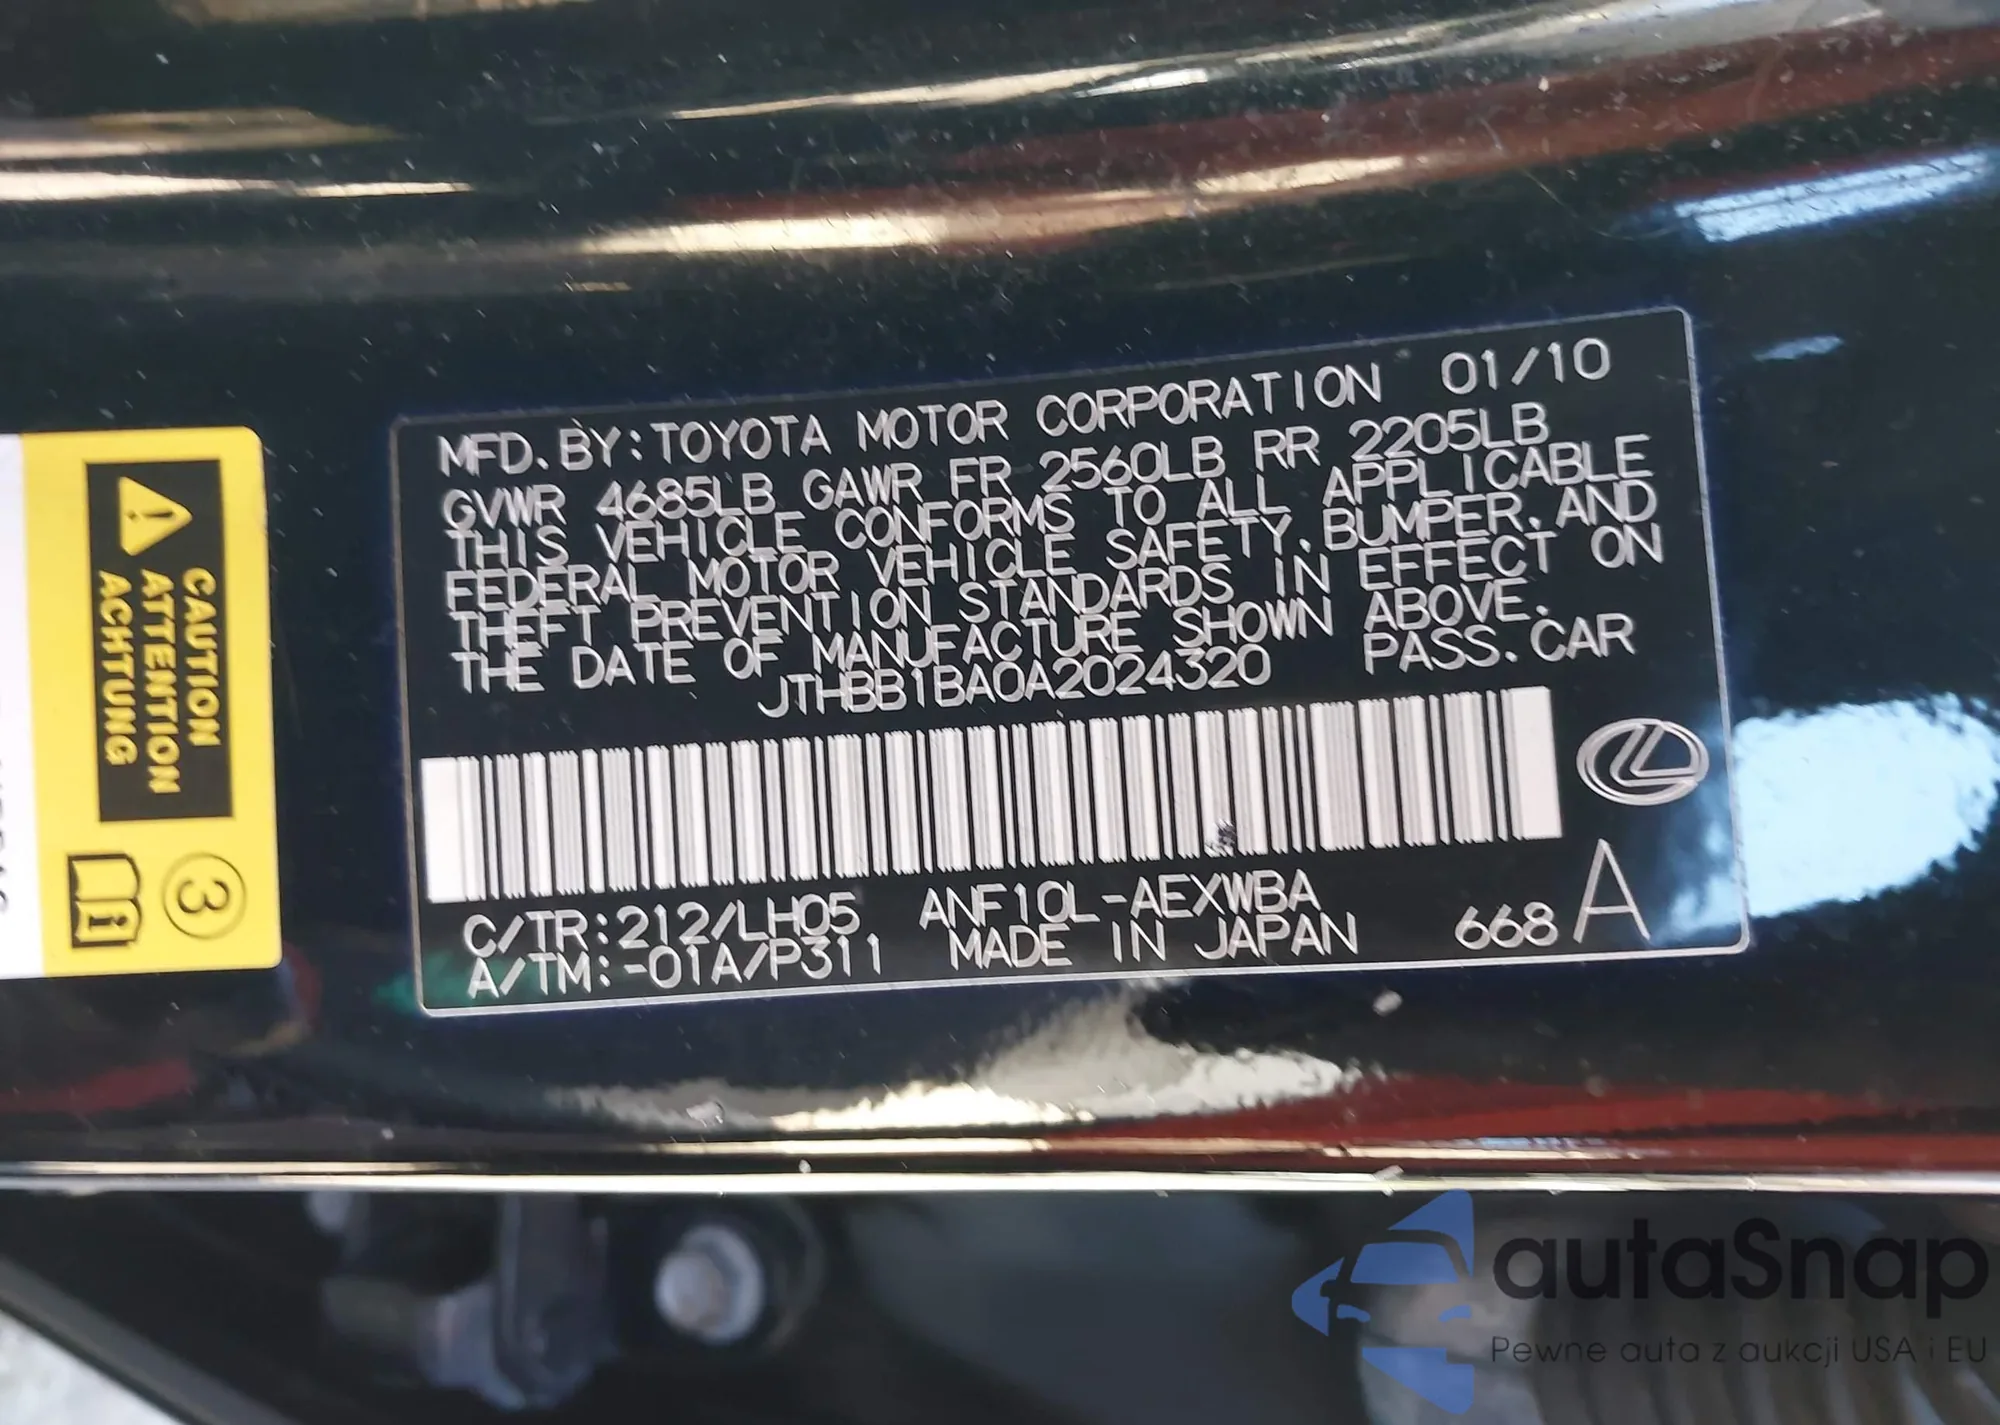 MFD. BY: TOYOTA MOTOR CORPORATION 01/10
GVWR 4685LB GAWR FR 2560LB RR 2205LB
THIS VEHICLE CONFORMS TO ALL APPLICABLE
FEDERAL MOTOR VEHICLE SAFETY, BUMPER, AND
THEFT PREVENTION STANDARDS IN EFFECT ON
THE DATE OF MANUFACTURE SHOWN ABOVE.
JTHBB1BA0A2024320 PASS. CAR
C/TR:212/LH05 ANF10L-AEXWBA
A/TM:-01A/P311 MADE IN JAPAN 668 A
CAUTION
ATTENTION
ACHTUNG
3
autaSnap
Pewne auta z aukcji USA i EU